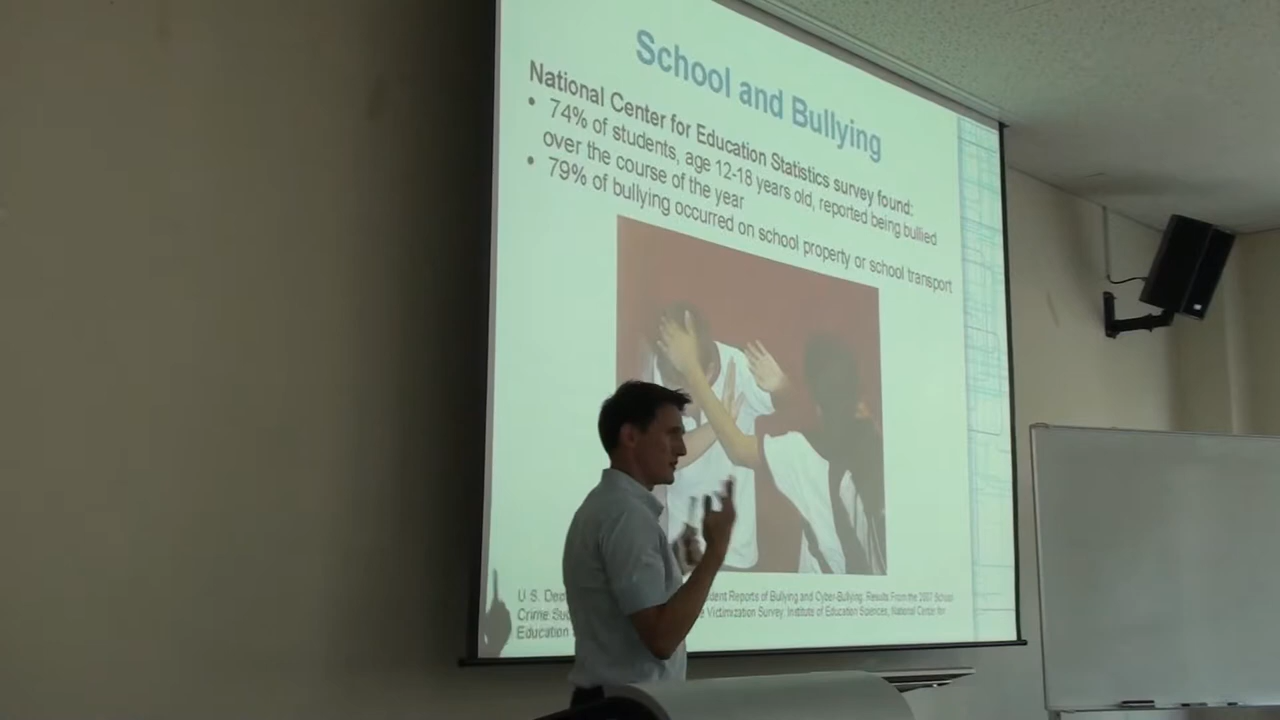 School and Bullying
National Center for Education Statistics survey found:
• 74% of students, age 12-18 years old, reported being bullied
over the course of the year
• 79% of bullying occurred on school property or school transport
U.S. Reports of Bullying and Cyber-Bullying: Results From the 2007 School
Crime Victimization Survey. Institute of Education Sciences, National Center for
Education